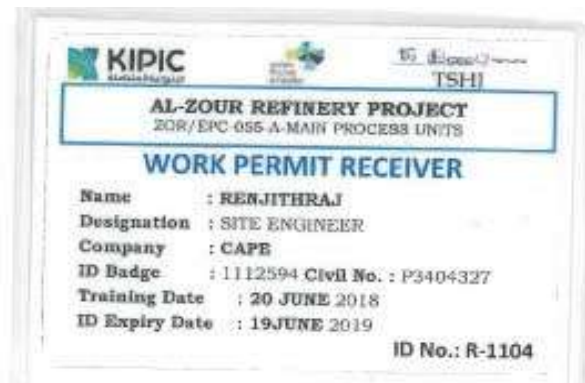 KIPIC
TSHJ
AL-ZOUR REFINERY PROJECT
ZOR/EPC-055-A-MAIN PROCESS UNITS
WORK PERMIT RECEIVER
Name : RENJITHRAJ
Designation : SITE ENGINEER
Company : CAPE
ID Badge : 1112594 Civil No. : P3404327
Training Date : 20 JUNE 2018
ID Expiry Date : 19JUNE 2019
ID No.: R-1104